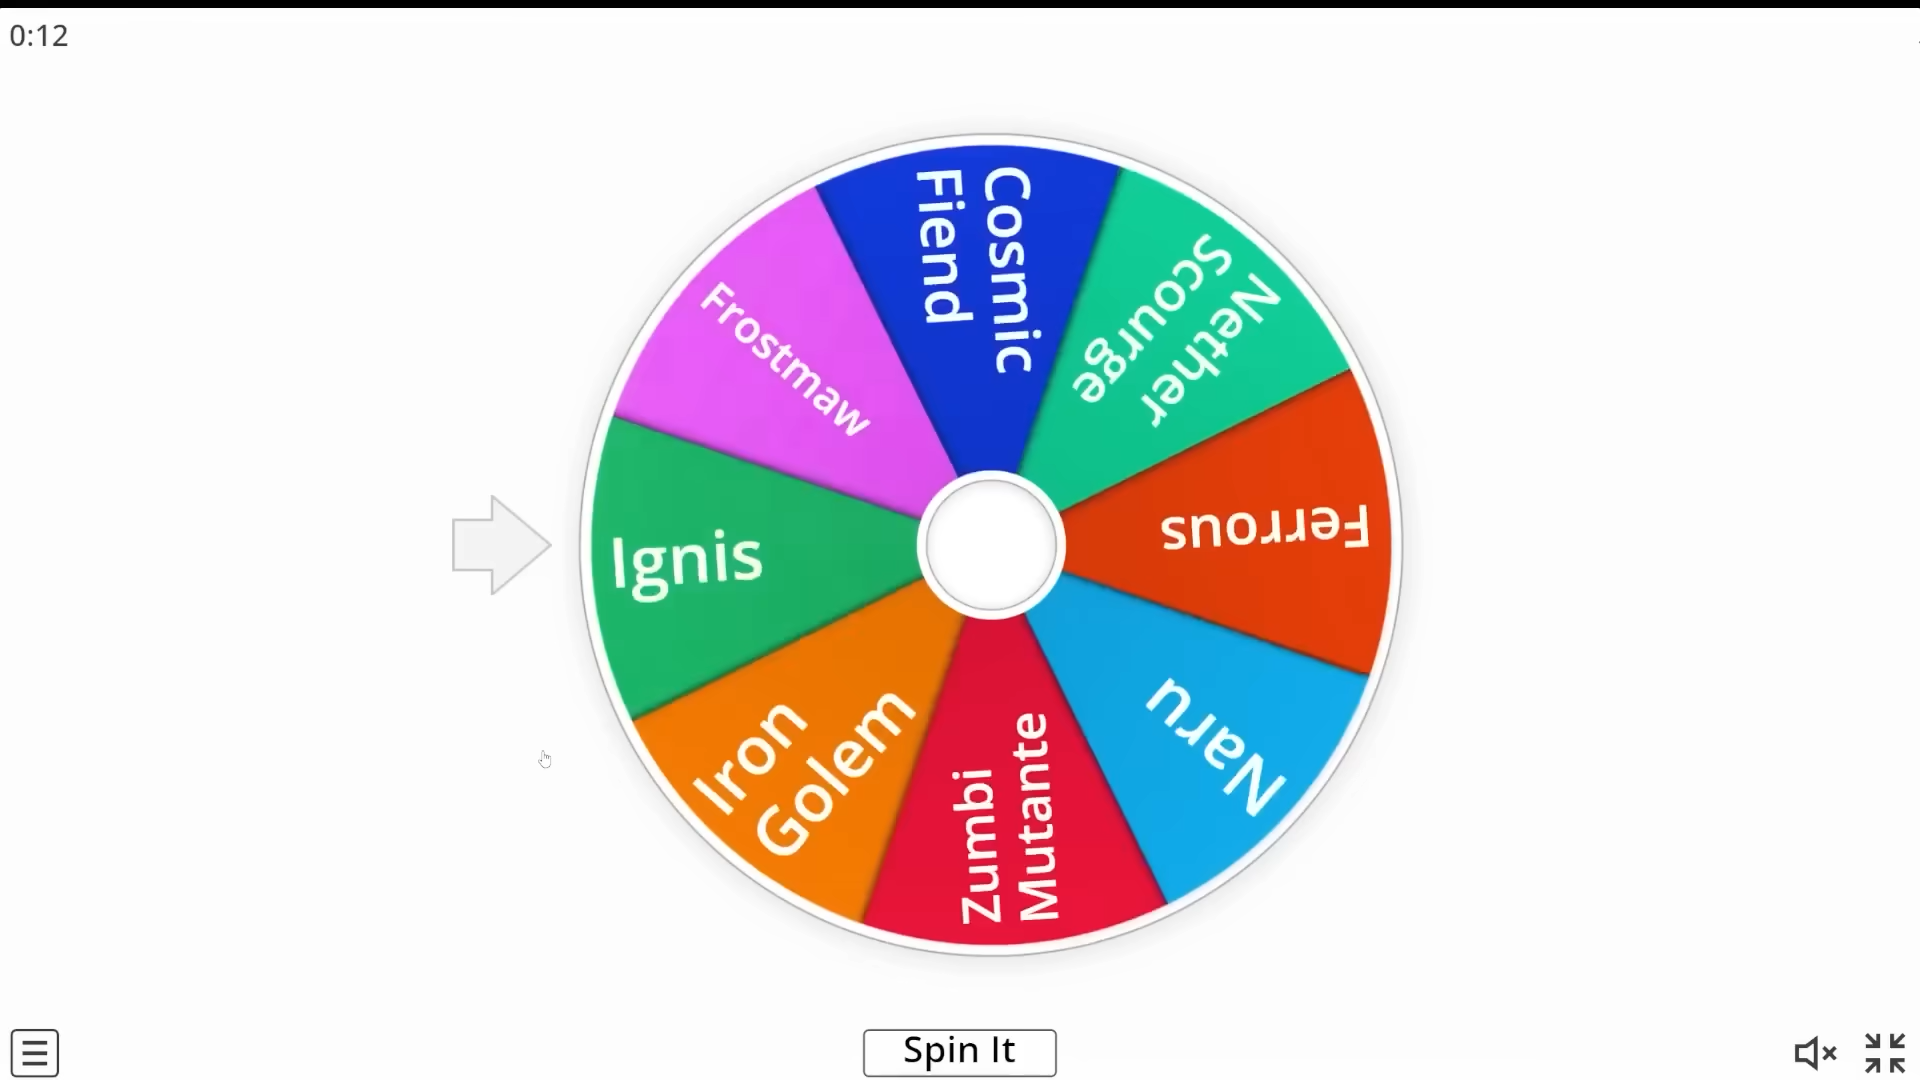 0:12
Cosmic
Fiend
Nether
Scourge
Ferrous
Naru
Zumbi
Mutante
Iron
Golem
Ignis
Frostmaw
Spin It